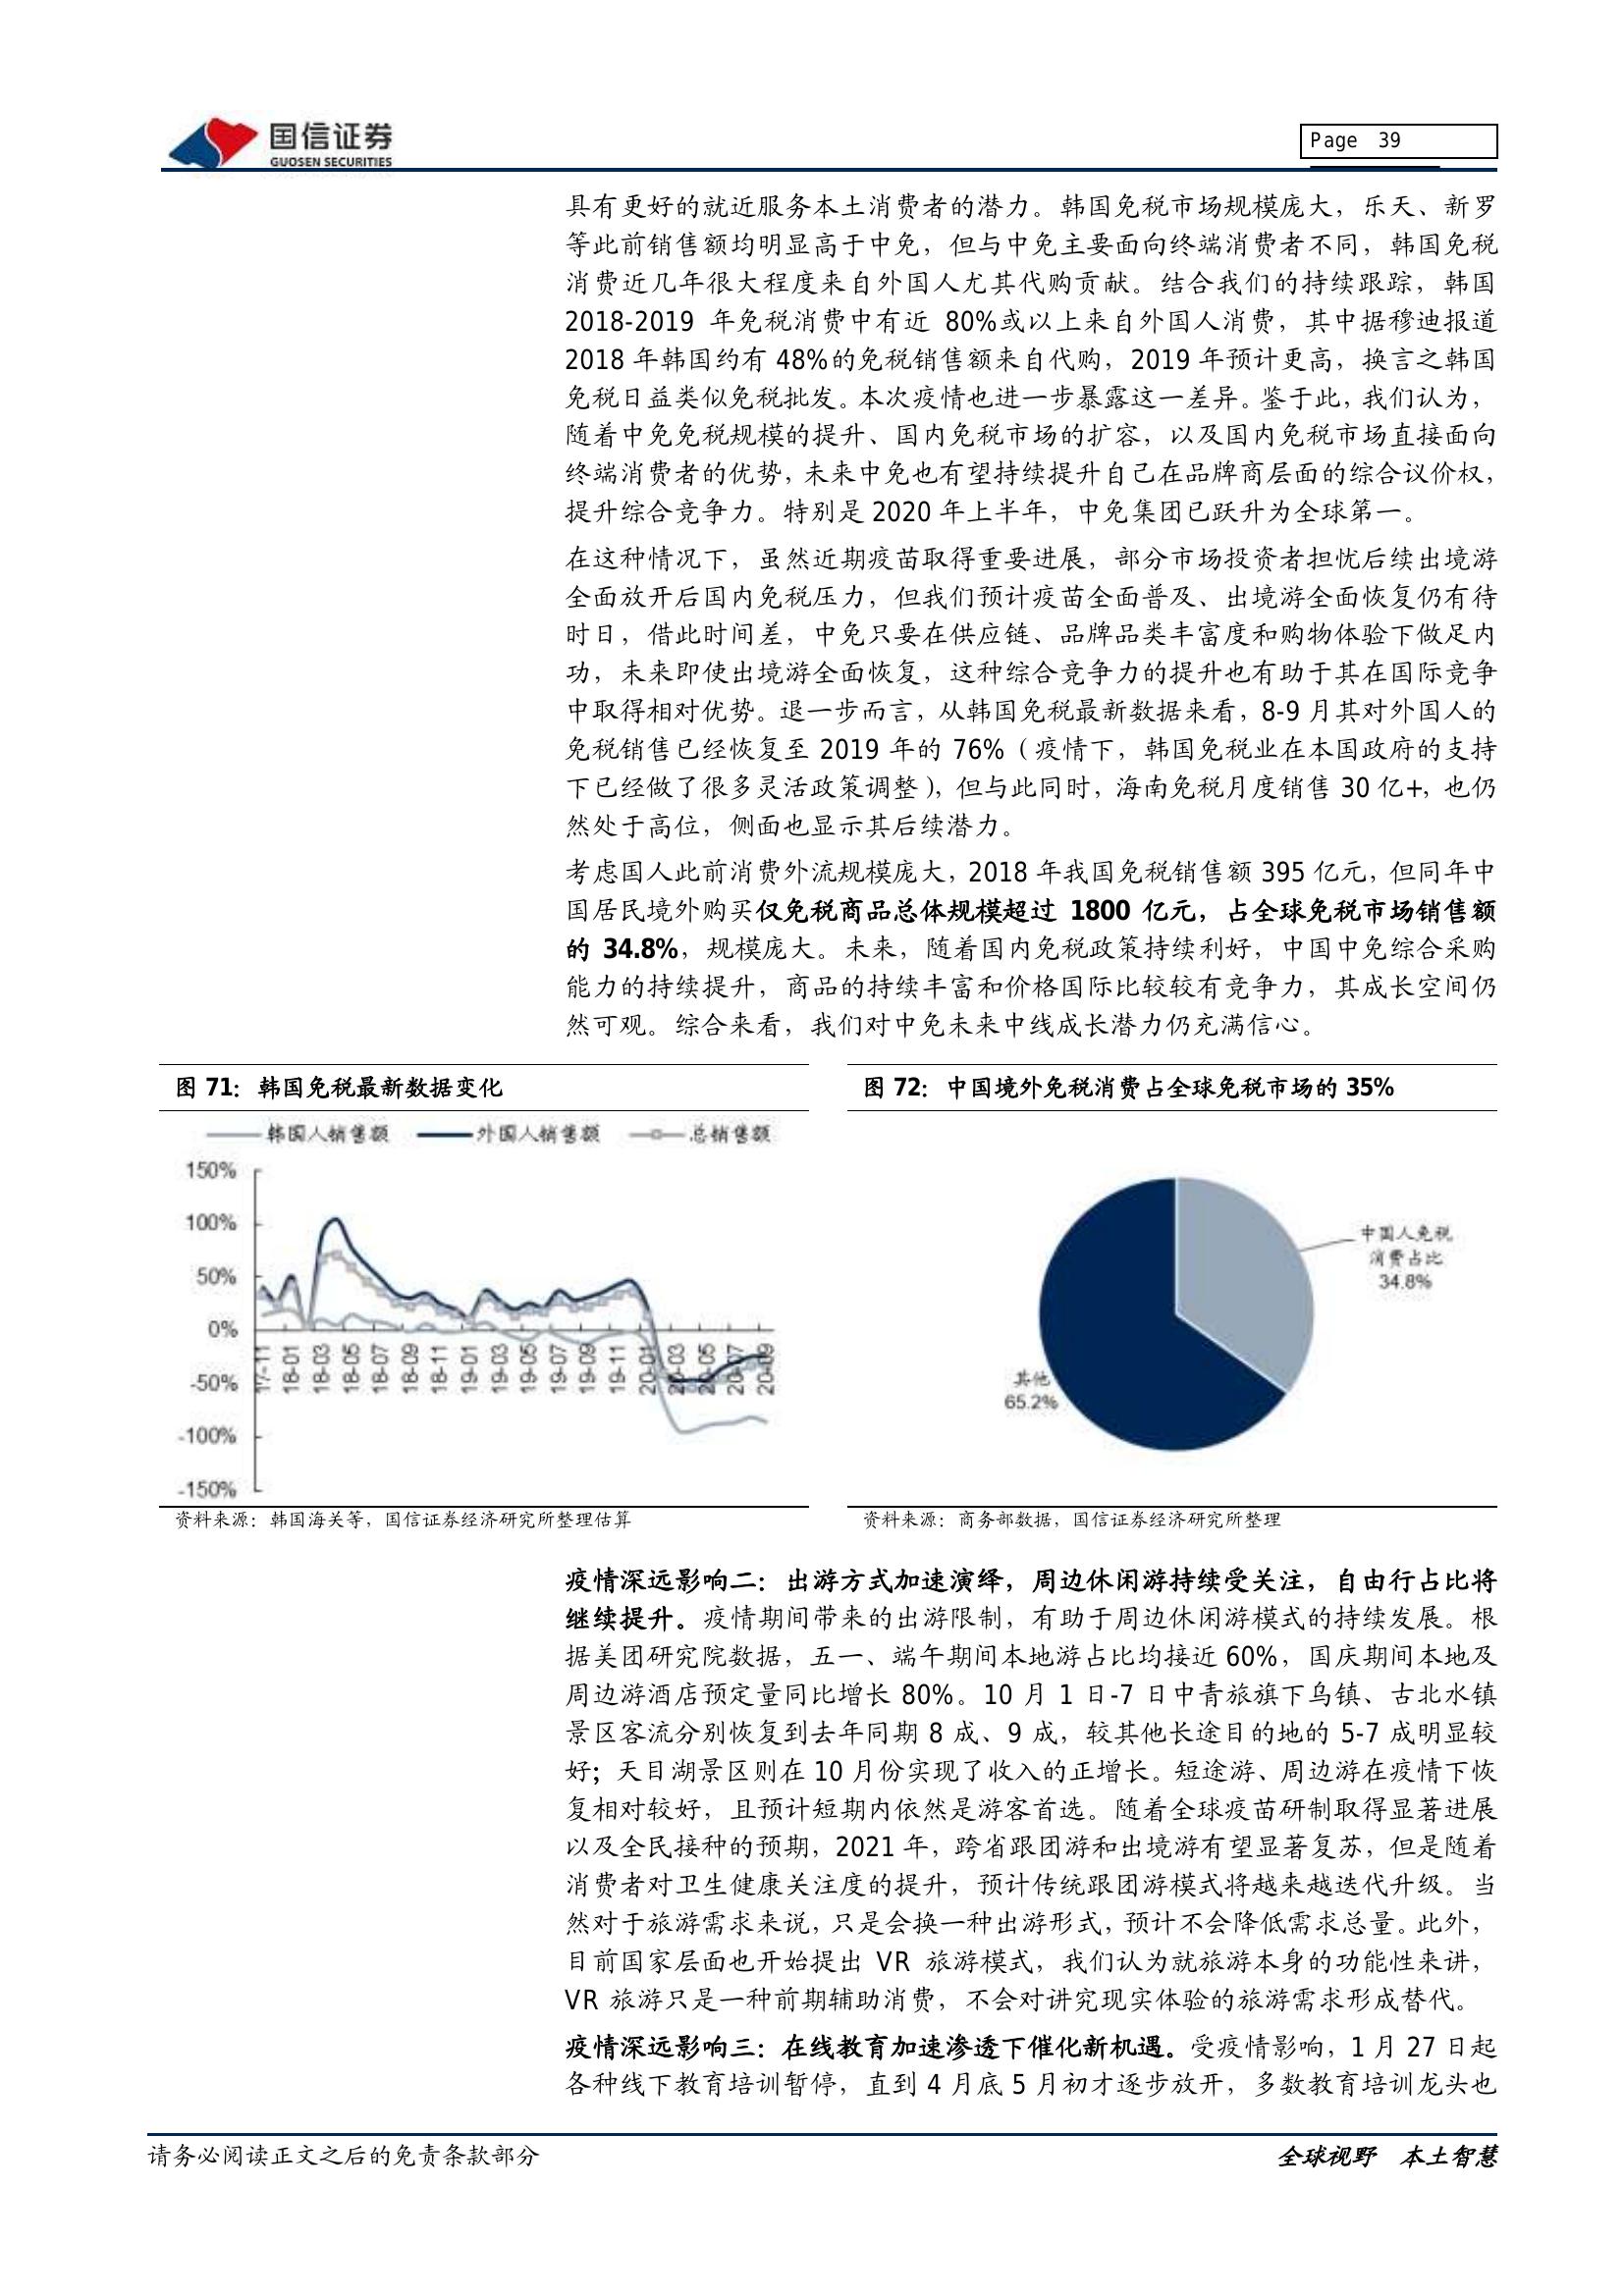 国信证券
GUOSEN SECURITIES
Page 39
具有更好的就近服务本土消费者的潜力。韩国免税市场规模庞大，乐天、新罗
等此前销售额均明显高于中免，但与中免主要面向终端消费者不同，韩国免税
消费近几年很大程度来自外国人尤其代购贡献。结合我们的持续跟踪，韩国
2018-2019 年免税消费中有近 80%或以上来自外国人消费，其中据穆迪报道
2018 年韩国约有 48%的免税销售额来自代购，2019 年预计更高，换言之韩国
免税日益类似免税批发。本次疫情也进一步暴露这一差异。鉴于此，我们认为，
随着中免免税规模的提升、国内免税市场的扩容，以及国内免税市场直接面向
终端消费者的优势，未来中免也有望持续提升自己在品牌商层面的综合议价权，
提升综合竞争力。特别是 2020 年上半年，中免集团已跃升为全球第一。
在这种情况下，虽然近期疫苗取得重要进展，部分市场投资者担忧后续出境游
全面放开后国内免税压力，但我们预计疫苗全面普及、出境游全面恢复仍有待
时日，借此时间差，中免只要在供应链、品牌品类丰富度和购物体验下做足内
功，未来即使出境游全面恢复，这种综合竞争力的提升也有助于其在国际竞争
中取得相对优势。退一步而言，从韩国免税最新数据来看，8-9 月其对外国人的
免税销售已经恢复至 2019 年的 76%（疫情下，韩国免税业在本国政府的支持
下已经做了很多灵活政策调整），但与此同时，海南免税月度销售 30 亿+，也仍
然处于高位，侧面也显示其后续潜力。
考虑国人此前消费外流规模庞大，2018 年我国免税销售额 395 亿元，但同年中
国居民境外购买仅免税商品总体规模超过 1800 亿元，占全球免税市场销售额
的 34.8%，规模庞大。未来，随着国内免税政策持续利好，中国中免综合采购
能力的持续提升，商品的持续丰富和价格国际比较较有竞争力，其成长空间仍
然可观。综合来看，我们对中免未来中线成长潜力仍充满信心。
图 71：韩国免税最新数据变化
韩国人销售额 外国人销售额 总销售额
150%
100%
50%
0%
-50%
-100%
-150%
17-11 18-01 18-03 18-05 18-07 18-09 18-11 19-01 19-03 19-05 19-07 19-09 19-11 20-01 20-03 20-05 20-07 20-09
资料来源：韩国海关等，国信证券经济研究所整理估算
图 72：中国境外免税消费占全球免税市场的 35%
中国人免税
消费占比
34.8%
其他
65.2%
资料来源：商务部数据，国信证券经济研究所整理
疫情深远影响二：出游方式加速演绎，周边休闲游持续受关注，自由行占比将
继续提升。疫情期间带来的出游限制，有助于周边休闲游模式的持续发展。根
据美团研究院数据，五一、端午期间本地游占比均接近 60%，国庆期间本地及
周边游酒店预定量同比增长 80%。10 月 1 日-7 日中青旅旗下乌镇、古北水镇
景区客流分别恢复到去年同期 8 成、9 成，较其他长途目的地的 5-7 成明显较
好；天目湖景区则在 10 月份实现了收入的正增长。短途游、周边游在疫情下恢
复相对较好，且预计短期内依然是游客首选。随着全球疫苗研制取得显著进展
以及全民接种的预期，2021 年，跨省跟团游和出境游有望显著复苏，但是随着
消费者对卫生健康关注度的提升，预计传统跟团游模式将越来越迭代升级。当
然对于旅游需求来说，只是会换一种出游形式，预计不会降低需求总量。此外，
目前国家层面也开始提出 VR 旅游模式，我们认为就旅游本身的功能性来讲，
VR 旅游只是一种前期辅助消费，不会对讲究现实体验的旅游需求形成替代。
疫情深远影响三：在线教育加速渗透下催化新机遇。受疫情影响，1 月 27 日起
各种线下教育培训暂停，直到 4 月底 5 月初才逐步放开，多数教育培训龙头也
请务必阅读正文之后的免责条款部分
全球视野 本土智慧